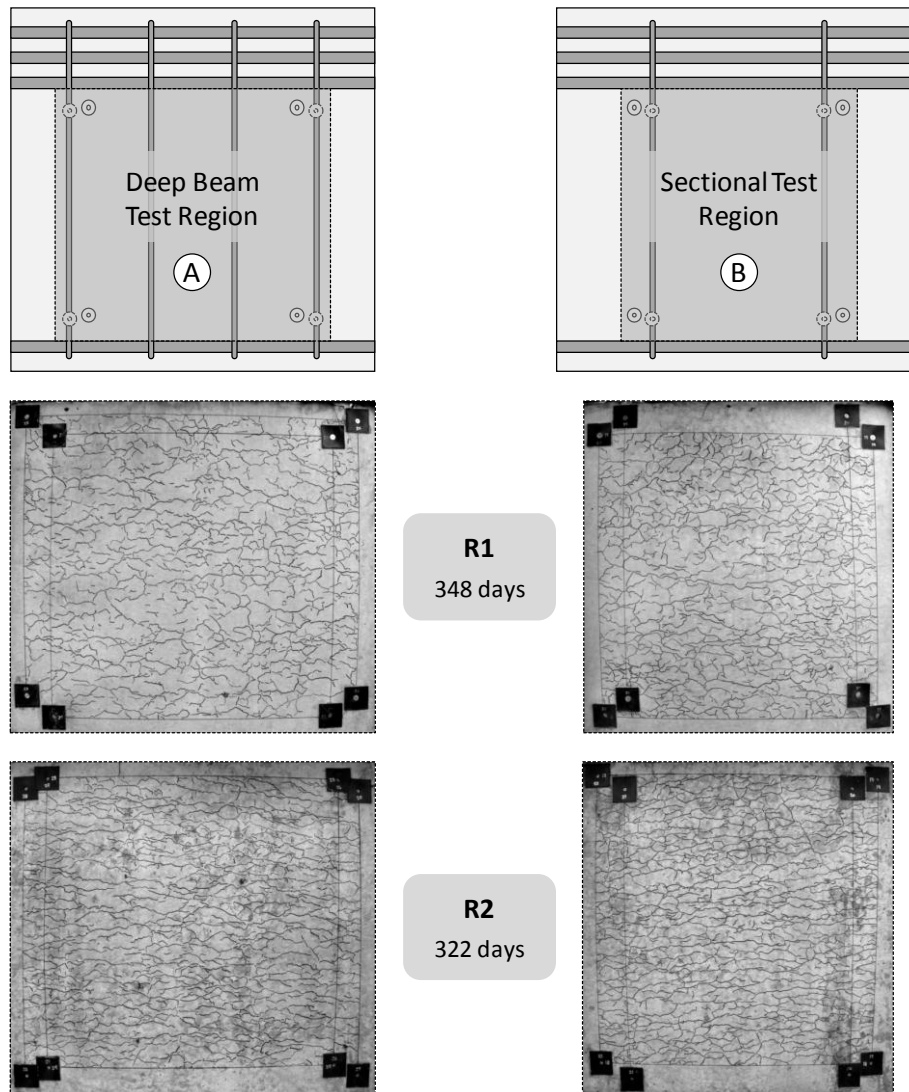 Deep Beam
Test Region
A
Sectional Test
Region
B
R1
348 days
R2
322 days